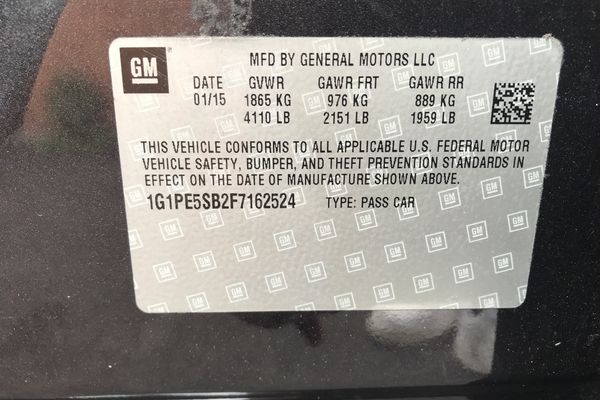 GM
MFD BY GENERAL MOTORS LLC
DATE GVWR GAWR FRT GAWR RR
01/15 1865 KG 976 KG 889 KG
4110 LB 2151 LB 1959 LB
THIS VEHICLE CONFORMS TO ALL APPLICABLE U.S. FEDERAL MOTOR
VEHICLE SAFETY, BUMPER, AND THEFT PREVENTION STANDARDS IN
EFFECT ON THE DATE OF MANUFACTURE SHOWN ABOVE.
1G1PE5SB2F7162524 TYPE: PASS CAR